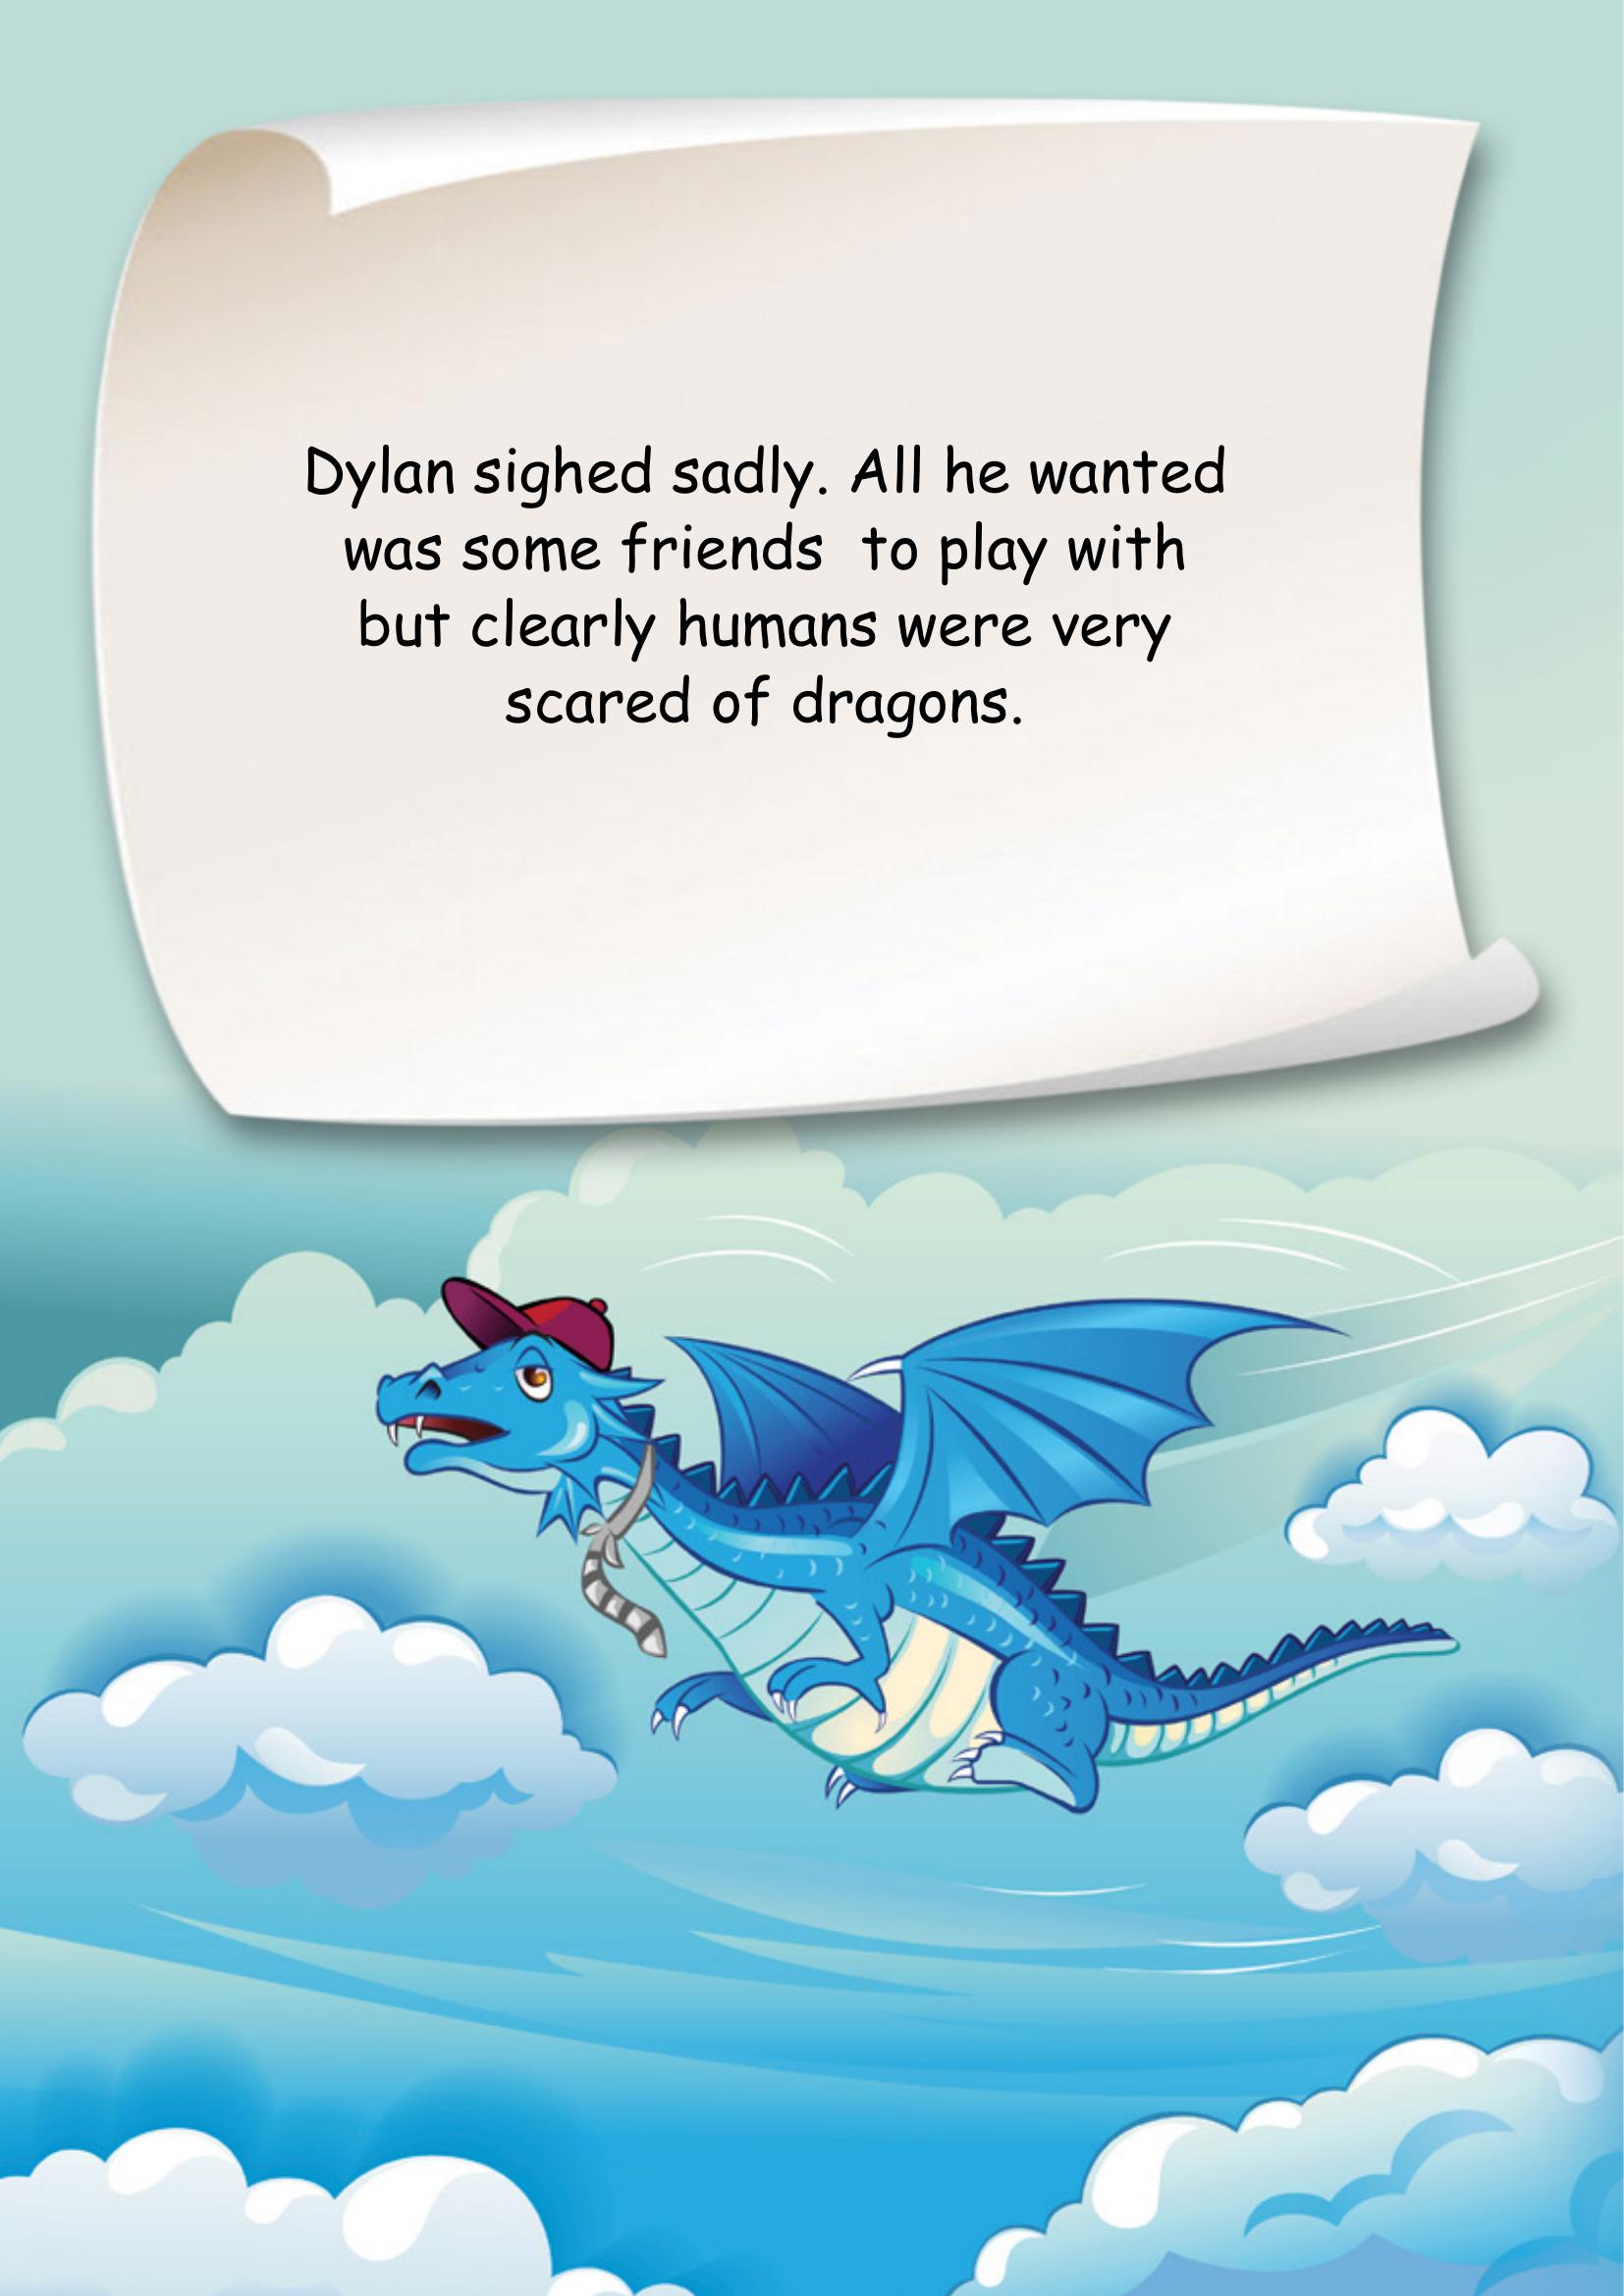 Dylan sighed sadly. All he wanted
was some friends  to play with
but clearly humans were very
scared of dragons.